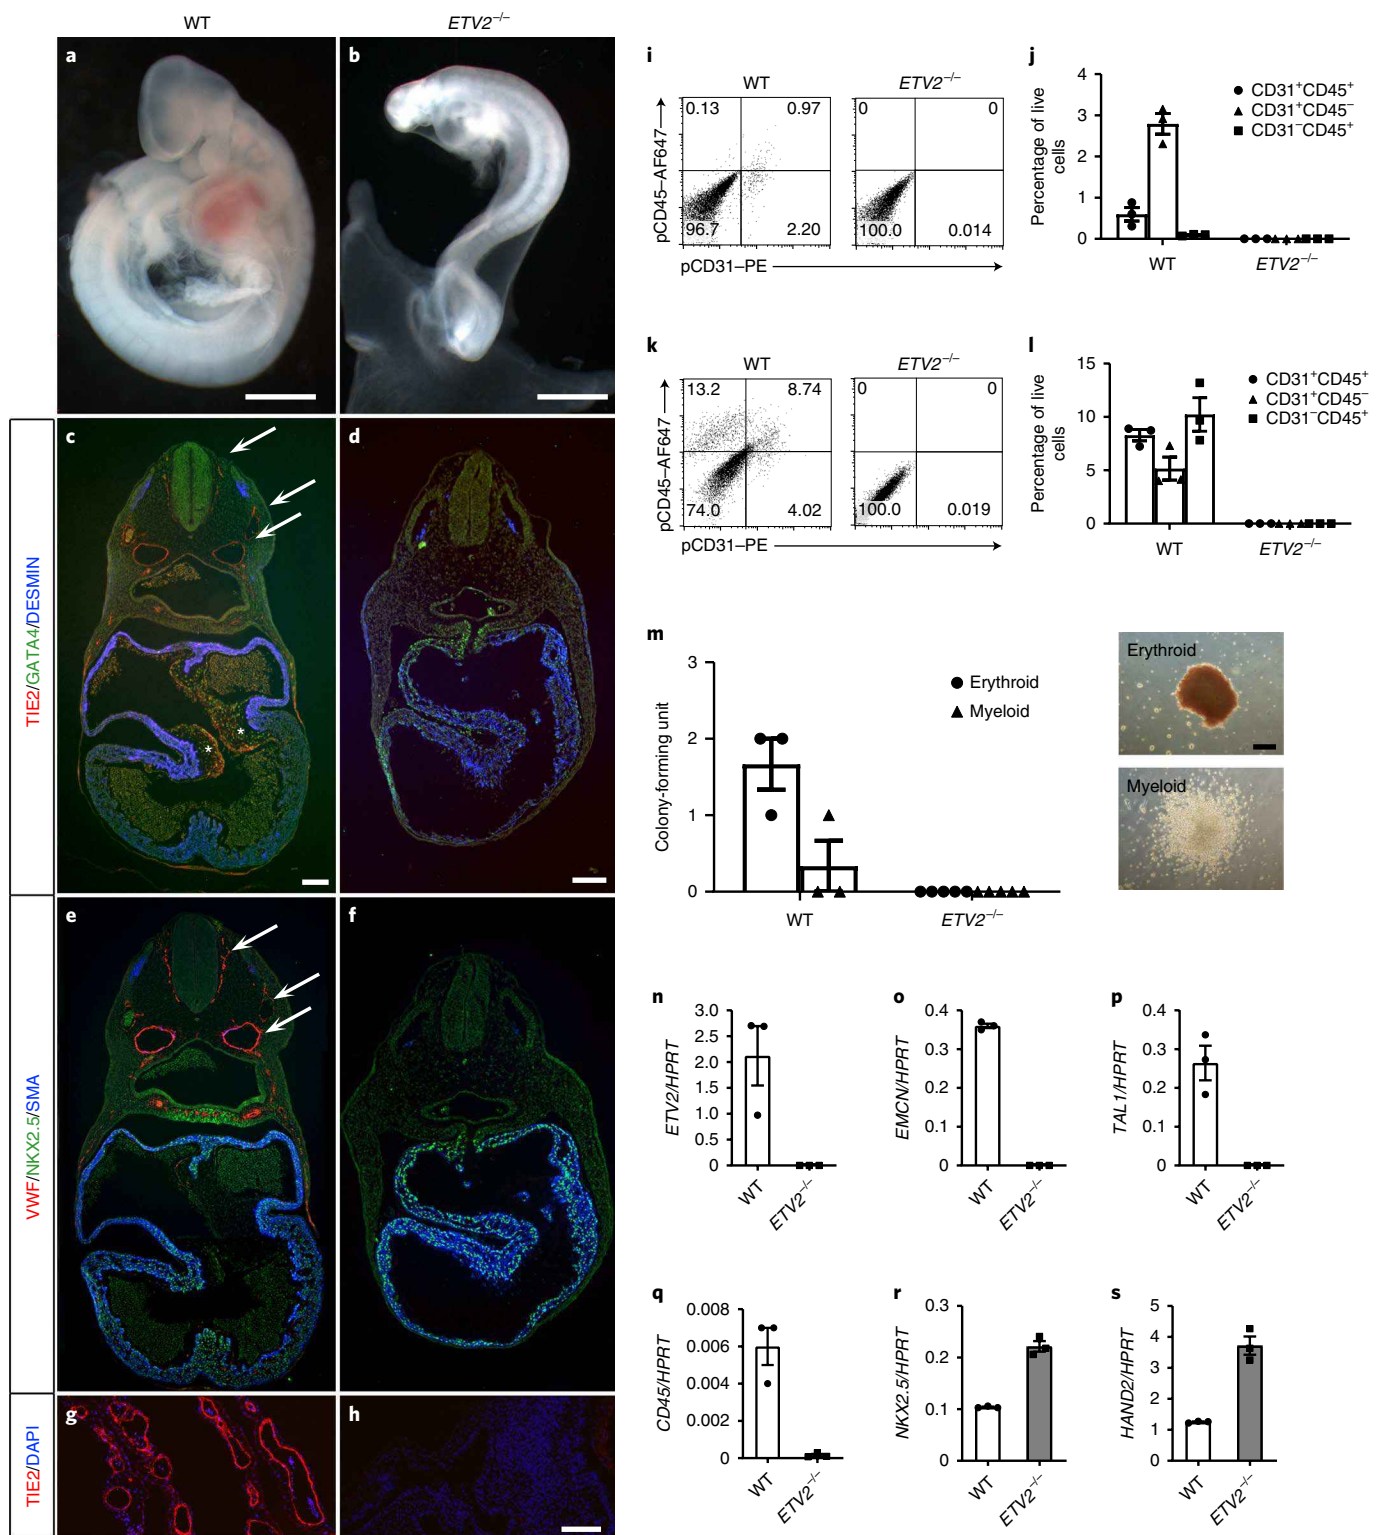 WT
ETV2−/−
a
b
c
d
TIE2/GATA4/DESMIN
*
*
e
f
VWF/NKX2.5/SMA
g
h
TIE2/DAPI
i
WT
ETV2−/−
0.13
0.97
96.7
2.20
0
0
100.0
0.014
pCD45–AF647
pCD31–PE
j
Percentage of live
cells
4
3
2
1
0
CD31+CD45+
CD31+CD45−
CD31−CD45+
WT
ETV2−/−
k
WT
ETV2−/−
13.2
8.74
74.0
4.02
0
0
100.0
0.019
pCD45–AF647
pCD31–PE
l
Percentage of live
cells
15
10
5
0
CD31+CD45+
CD31+CD45−
CD31−CD45+
WT
ETV2−/−
m
Colony-forming unit
3
2
1
0
Erythroid
Myeloid
WT
ETV2−/−
Erythroid
Myeloid
n
ETV2/HPRT
3.0
2.5
2.0
1.5
1.0
0.5
0
WT
ETV2−/−
o
EMCN/HPRT
0.4
0.3
0.2
0.1
0
WT
ETV2−/−
p
TAL1/HPRT
0.4
0.3
0.2
0.1
0
WT
ETV2−/−
q
CD45/HPRT
0.008
0.006
0.004
0.002
0
WT
ETV2−/−
r
NKX2.5/HPRT
0.3
0.2
0.1
0
WT
ETV2−/−
s
HAND2/HPRT
5
4
3
2
1
0
WT
ETV2−/−